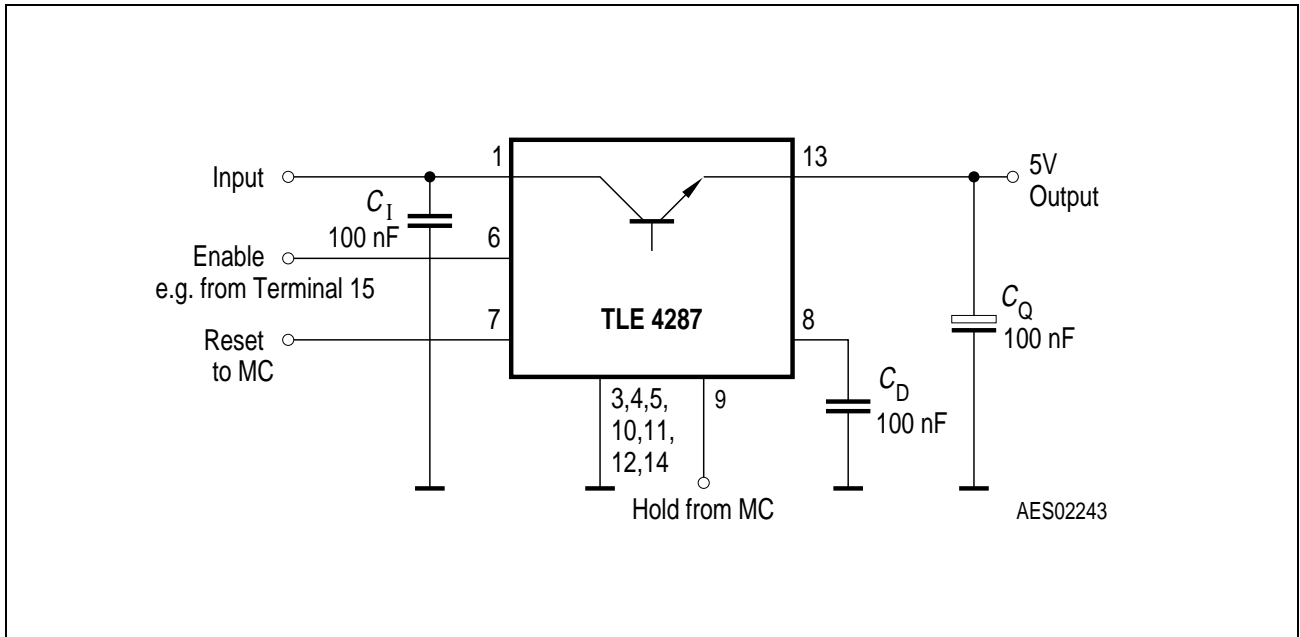 1
13
Input
5V
Output
C_I
100 nF
6
Enable
e.g. from Terminal 15
7
TLE 4287
8
C_Q
100 nF
Reset
to MC
C_D
100 nF
3,4,5,
10,11,
12,14
9
Hold from MC
AES02243